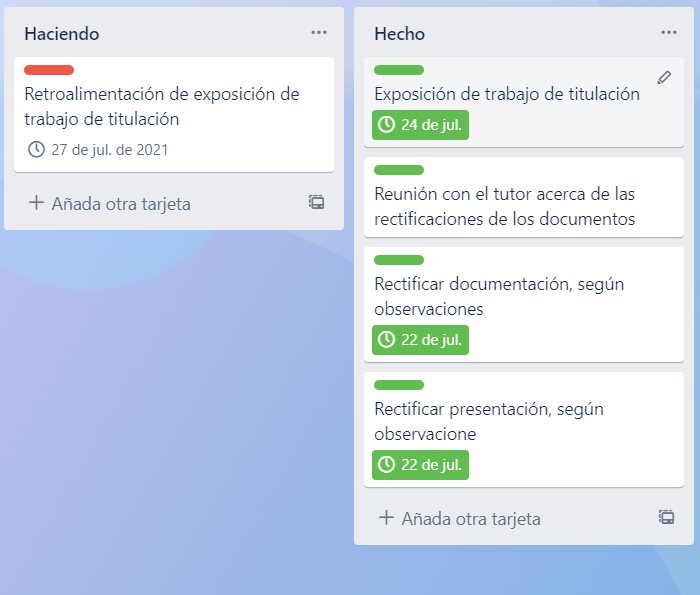 Haciendo
Retroalimentación de exposición de
trabajo de titulación
27 de jul. de 2021
Añada otra tarjeta
Hecho
Exposición de trabajo de titulación
24 de jul.
Reunión con el tutor acerca de las
rectificaciones de los documentos
Rectificar documentación, según
observaciones
22 de jul.
Rectificar presentación, según
observacione
22 de jul.
Añada otra tarjeta